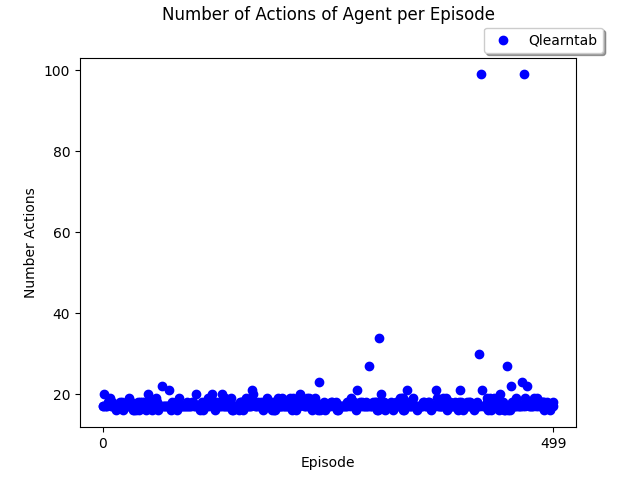 Number of Actions of Agent per Episode
Qlearntab
100
80
60
40
20
Number Actions
0
499
Episode